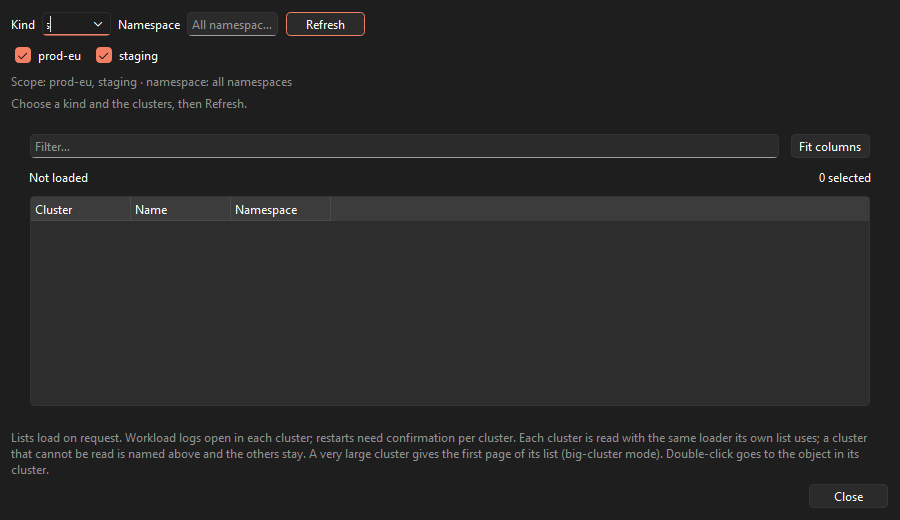 Kind s Namespace All namespac... Refresh
prod-eu staging
Scope: prod-eu, staging · namespace: all namespaces
Choose a kind and the clusters, then Refresh.
Filter... Fit columns
Not loaded 0 selected
Cluster Name Namespace
Lists load on request. Workload logs open in each cluster; restarts need confirmation per cluster. Each cluster is read with the same loader its own list uses; a cluster
that cannot be read is named above and the others stay. A very large cluster gives the first page of its list (big-cluster mode). Double-click goes to the object in its
cluster.
Close